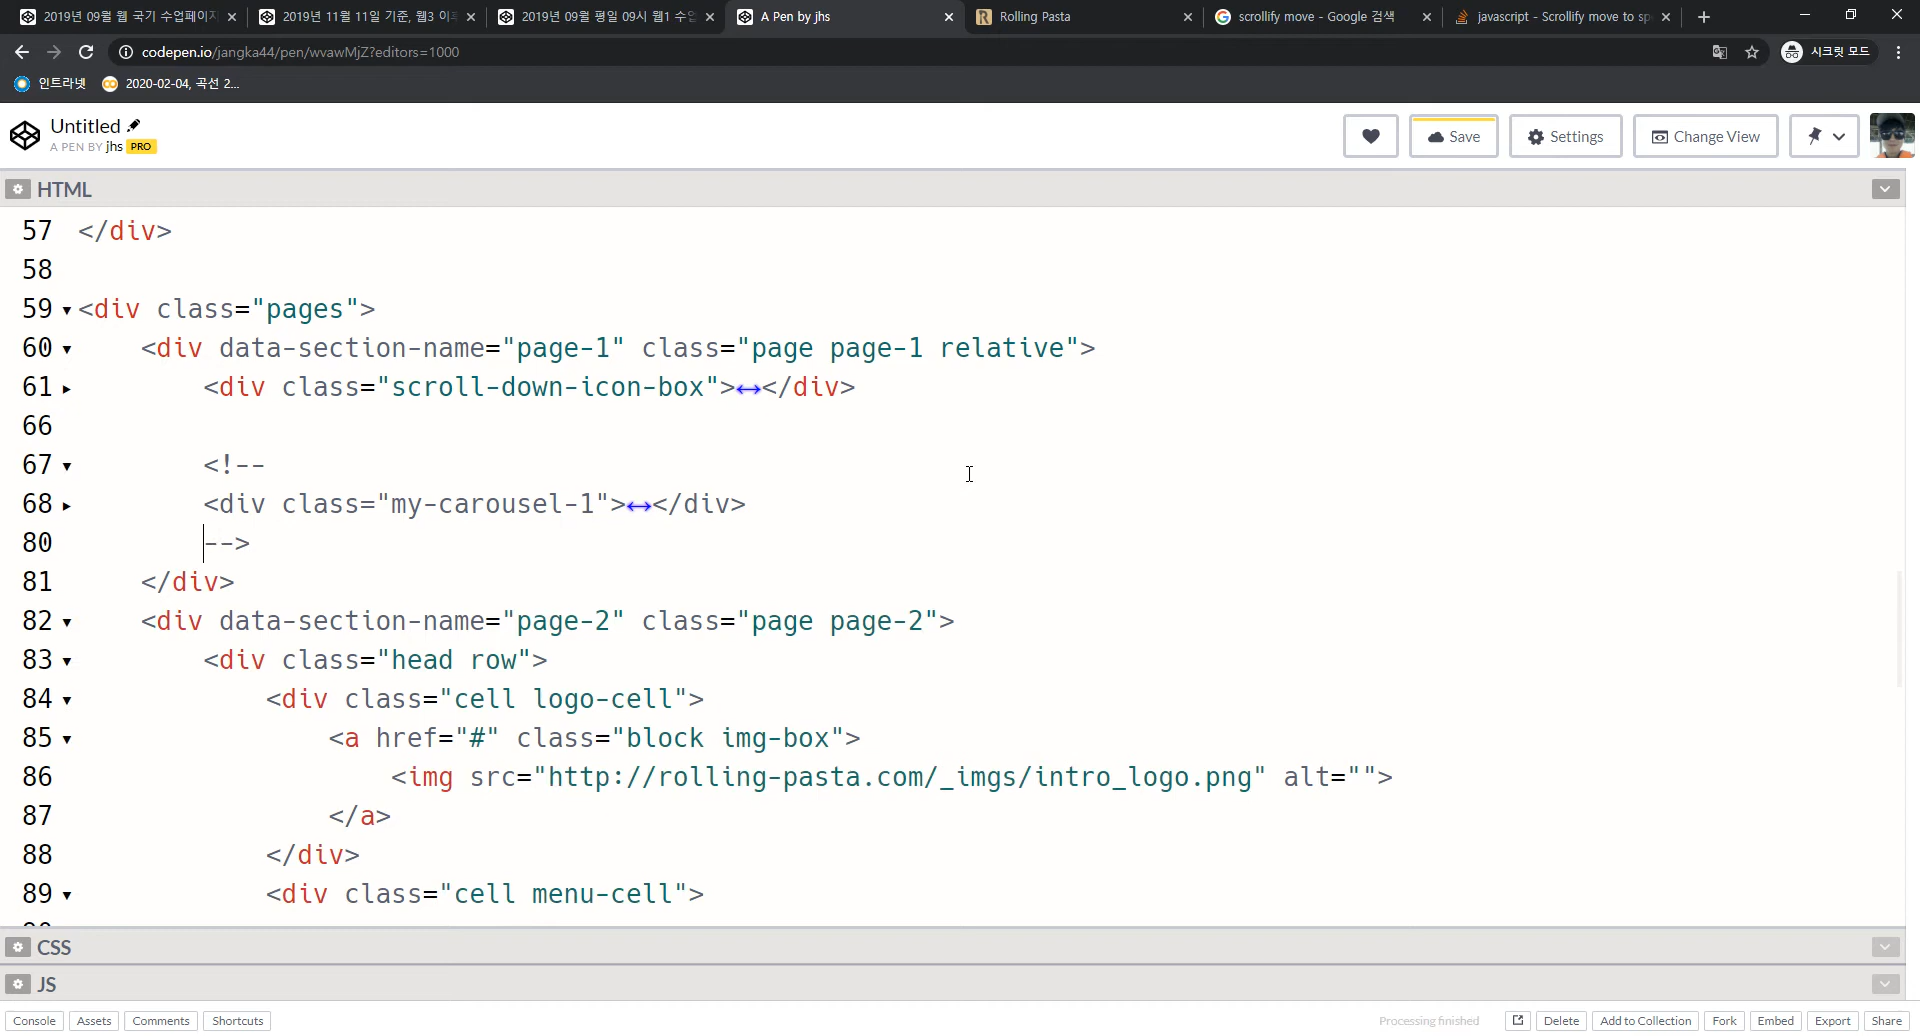 2019년 09월 웹 국기 수업페이지
2019년 11월 11일 기준, 웹3 이후
2019년 09월 평일 09시 웹1 수업
A Pen by jhs
Rolling Pasta
scrollify move - Google 검색
javascript - Scrollify move to sp
codepen.io/jangka44/pen/wvawMjZ?editors=1000
시크릿 모드
인트라넷
2020-02-04, 곡선 2...
Untitled
A PEN BY jhs PRO
Save
Settings
Change View
HTML
57 </div>
58
59 <div class="pages">
60 <div data-section-name="page-1" class="page page-1 relative">
61 <div class="scroll-down-icon-box">↔</div>
66
67 <!--
68 <div class="my-carousel-1">↔</div>
80 -->
81 </div>
82 <div data-section-name="page-2" class="page page-2">
83 <div class="head row">
84 <div class="cell logo-cell">
85 <a href="#" class="block img-box">
86 <img src="http://rolling-pasta.com/_imgs/intro_logo.png" alt="">
87 </a>
88 </div>
89 <div class="cell menu-cell">
CSS
JS
Console
Assets
Comments
Shortcuts
Processing finished
Delete
Add to Collection
Fork
Embed
Export
Share